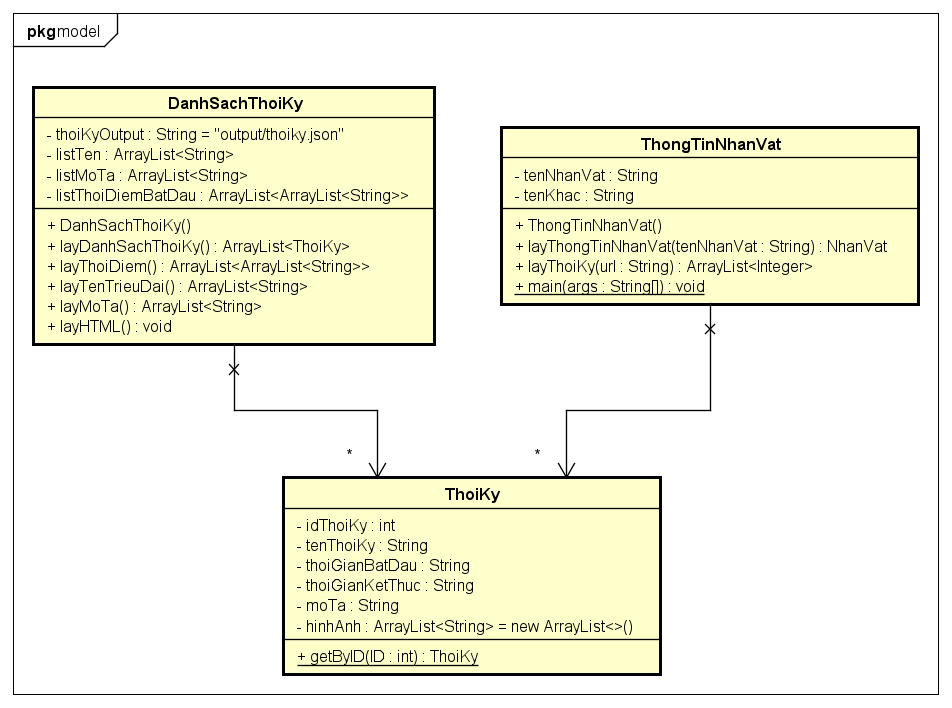 pkg model
DanhSachThoiKy
- thoiKyOutput : String = "output/thoiky.json"
- listTen : ArrayList<String>
- listMoTa : ArrayList<String>
- listThoiDiemBatDau : ArrayList<ArrayList<String>>
+ DanhSachThoiKy()
+ layDanhSachThoiKy() : ArrayList<ThoiKy>
+ layThoiDiem() : ArrayList<ArrayList<String>>
+ layTenTrieuDai() : ArrayList<String>
+ layMoTa() : ArrayList<String>
+ layHTML() : void
ThongTinNhanVat
- tenNhanVat : String
- tenKhac : String
+ ThongTinNhanVat()
+ layThongTinNhanVat(tenNhanVat : String) : NhanVat
+ layThoiKy(url : String) : ArrayList<Integer>
+ main(args : String[]) : void
*
*
ThoiKy
- idThoiKy : int
- tenThoiKy : String
- thoiGianBatDau : String
- thoiGianKetThuc : String
- moTa : String
- hinhAnh : ArrayList<String> = new ArrayList<>()
+ getByID(ID : int) : ThoiKy